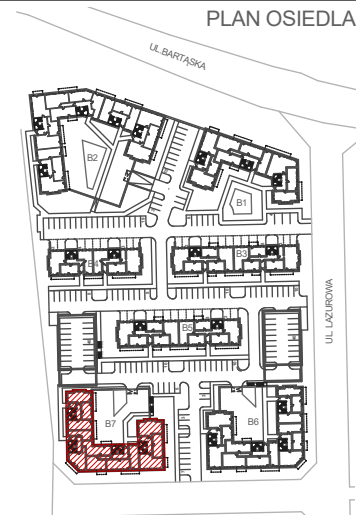 PLAN OSIEDLA
UL.BARTĄSKA
B2
B1
B4
B3
UL. LAZUROWA
B5
B7
B6